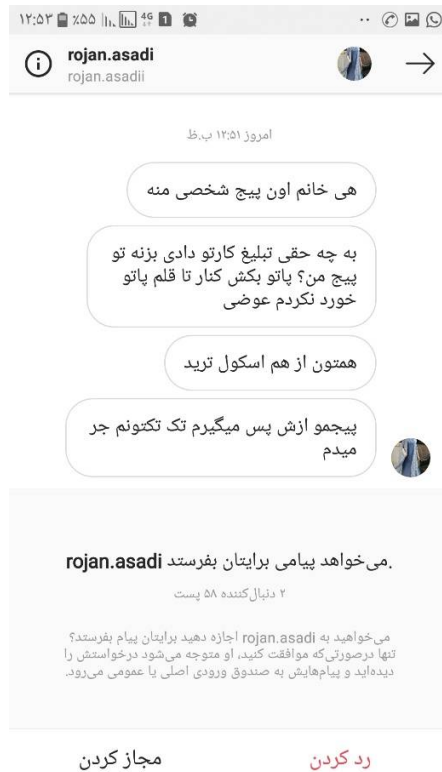 ۱۲:۵۳ ٪۵۵ 4G 1
rojan.asadi
rojan.asadii
امروز ۱۲:۵۱ ب.ظ
هی خانم اون پیج شخصی منه
به چه حقی تبلیغ کارتو دادی بزنه تو
پیج من؟ پاتو بکش کنار تا قلم پاتو
خورد نکردم عوضی
همتون از هم اسکول ترید
پیجمو ازش پس میگیرم تک تکتونم جر
میدم
.می‌خواهد پیامی برایتان بفرستد rojan.asadi
۲ دنبال‌کننده ۵۸ پست
می‌خواهید به rojan.asadi اجازه دهید برایتان پیام بفرستد؟
تنها درصورتی‌که موافقت کنید، او متوجه می‌شود درخواستش را
دیده‌اید و پیام‌هایش به صندوق ورودی اصلی یا عمومی می‌رود.
رد کردن
مجاز کردن